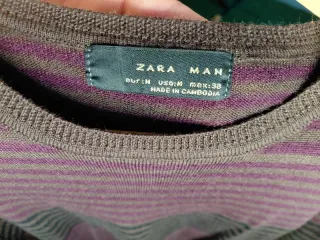 ZARA MAN
EUR:M USA:M MEX:38
MADE IN CAMBODIA